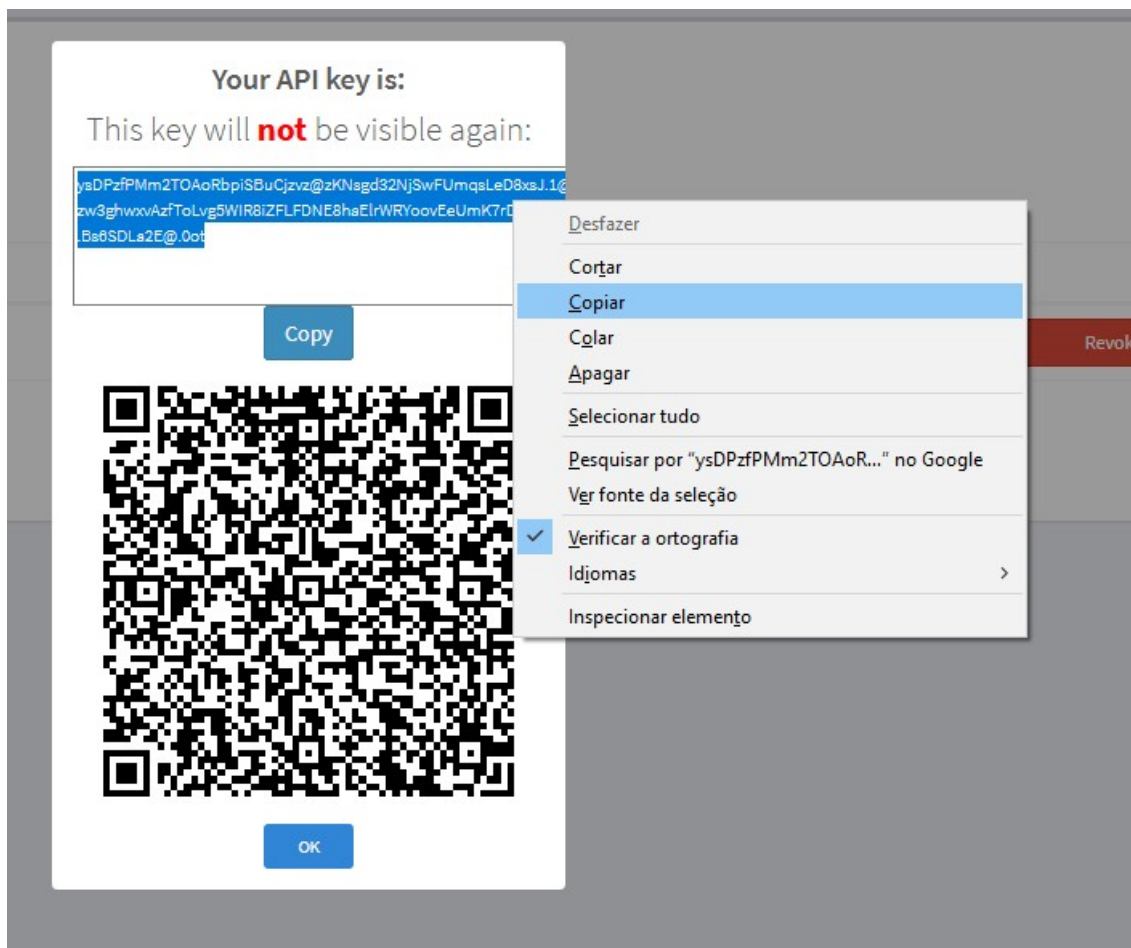 Your API key is:
This key will not be visible again:
ysDPzfPMm2TOAoRbpiSBuCjzvz@zKNsgd32NjSwFUmqsLeD8xsJ.1@
zw3ghwxvAzfToLvg5WIR8iZFLFDNE8haElrWRYoovEeUmK7r
.Bs6SDLa2E@.0ot
Copy
OK
Desfazer
Cortar
Copiar
Colar
Apagar
Selecionar tudo
Pesquisar por “ysDPzfPMm2TOAoR...“ no Google
Ver fonte da seleção
Verificar a ortografia
Idiomas
Inspecionar elemento
Revok